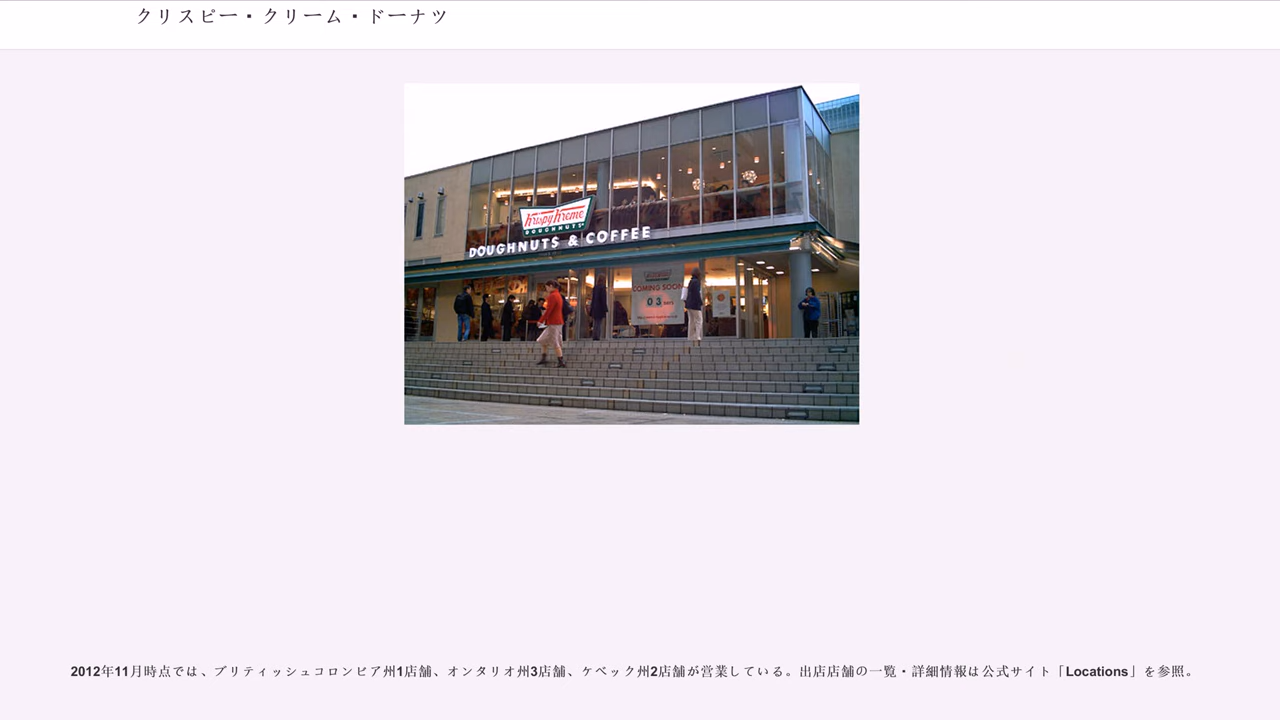 クリスピー・クリーム・ドーナツ
Krispy Kreme
DOUGHNUTS
DOUGHNUTS & COFFEE
COMING SOON
03
2012年11月時点では、ブリティッシュコロンビア州1店舗、オンタリオ州3店舗、ケベック州2店舗が営業している。出店店舗の一覧・詳細情報は公式サイト「Locations」を参照。